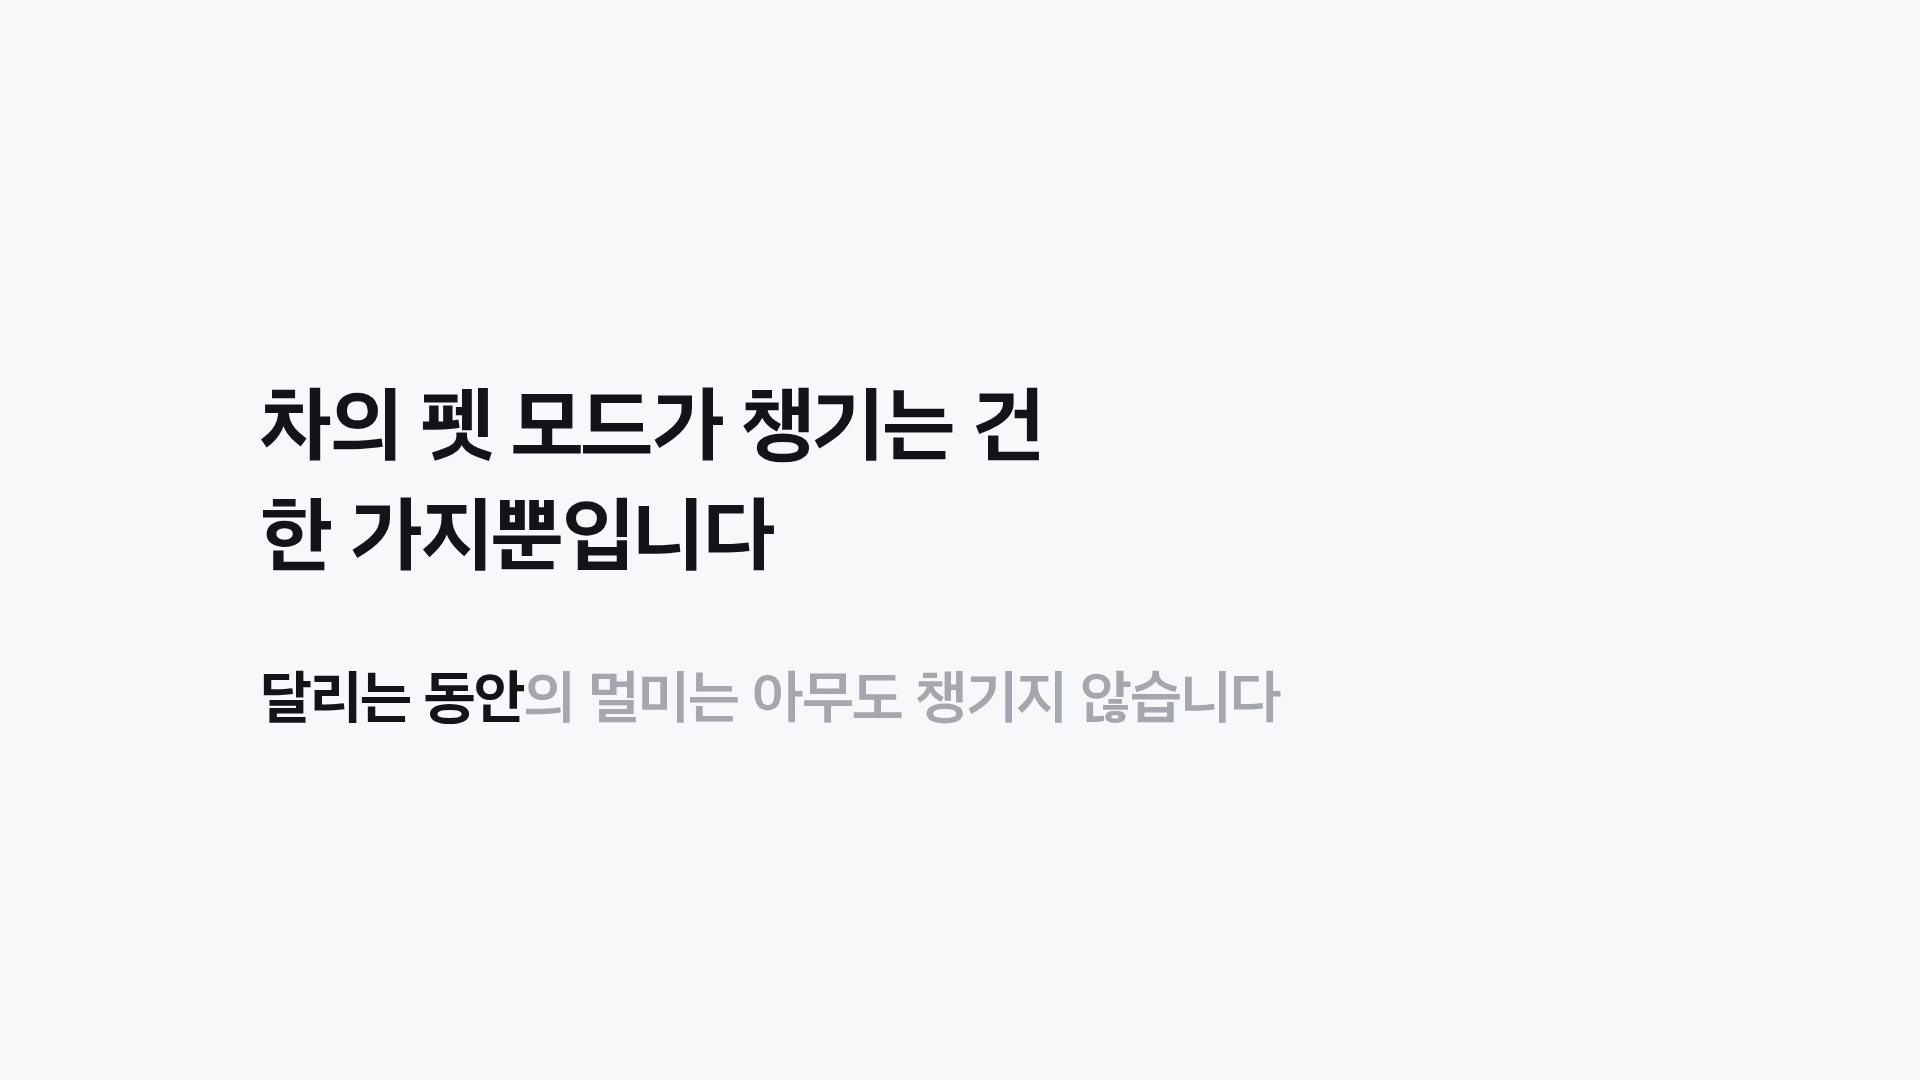 차의 펫 모드가 챙기는 건
한 가지뿐입니다
달리는 동안의 멀미는 아무도 챙기지 않습니다